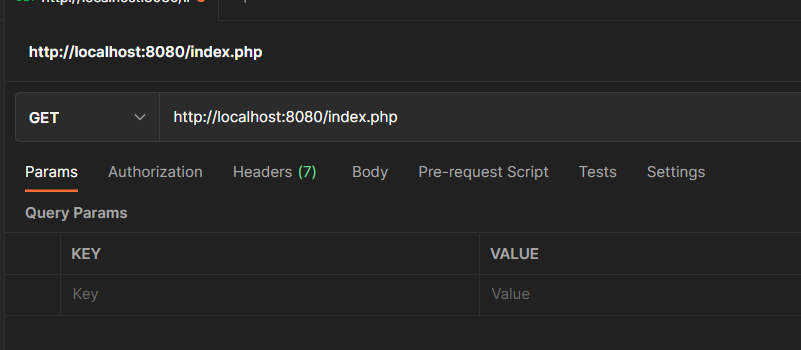 http://localhost:8080/index.php
GET http://localhost:8080/index.php
Params Authorization Headers (7) Body Pre-request Script Tests Settings
Query Params
KEY VALUE
Key Value